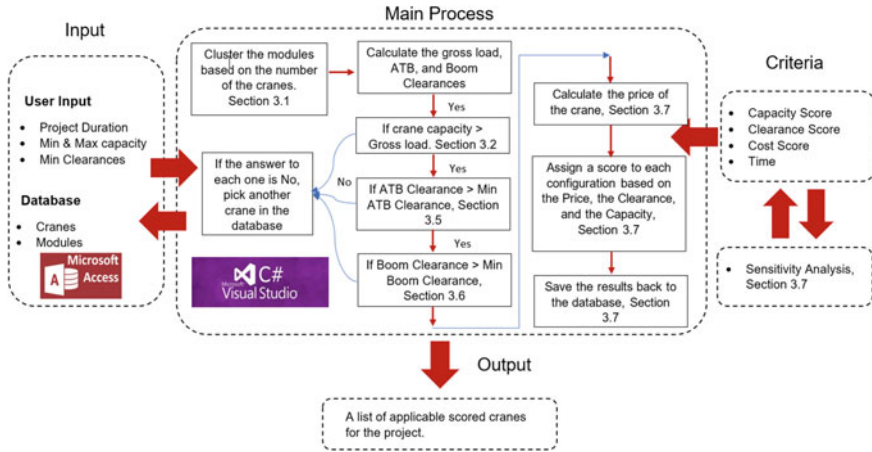 Input
User Input
• Project Duration
• Min & Max capacity
• Min Clearances
Database
• Cranes
• Modules
Microsoft
A Access
Main Process
Cluster the modules
based on the number
of the cranes.
Section 3.1
Calculate the gross load,
ATB, and Boom
Clearances
Yes
If crane capacity >
Gross load. Section 3.2
Yes
If ATB Clearance > Min
ATB Clearance, Section
3.5
Yes
If Boom Clearance > Min
Boom Clearance,
Section 3.6
No
If the answer to
each one is No,
pick another
crane in the
database
Microsoft
C#
Visual Studio
Calculate the price
of the crane, Section
3.7
Assign a score to each
configuration based on
the Price, the Clearance,
and the Capacity,
Section 3.7
Save the results back to
the database, Section
3.7
Criteria
• Capacity Score
• Clearance Score
• Cost Score
• Time
• Sensitivity Analysis,
Section 3.7
Output
A list of applicable scored cranes
for the project.